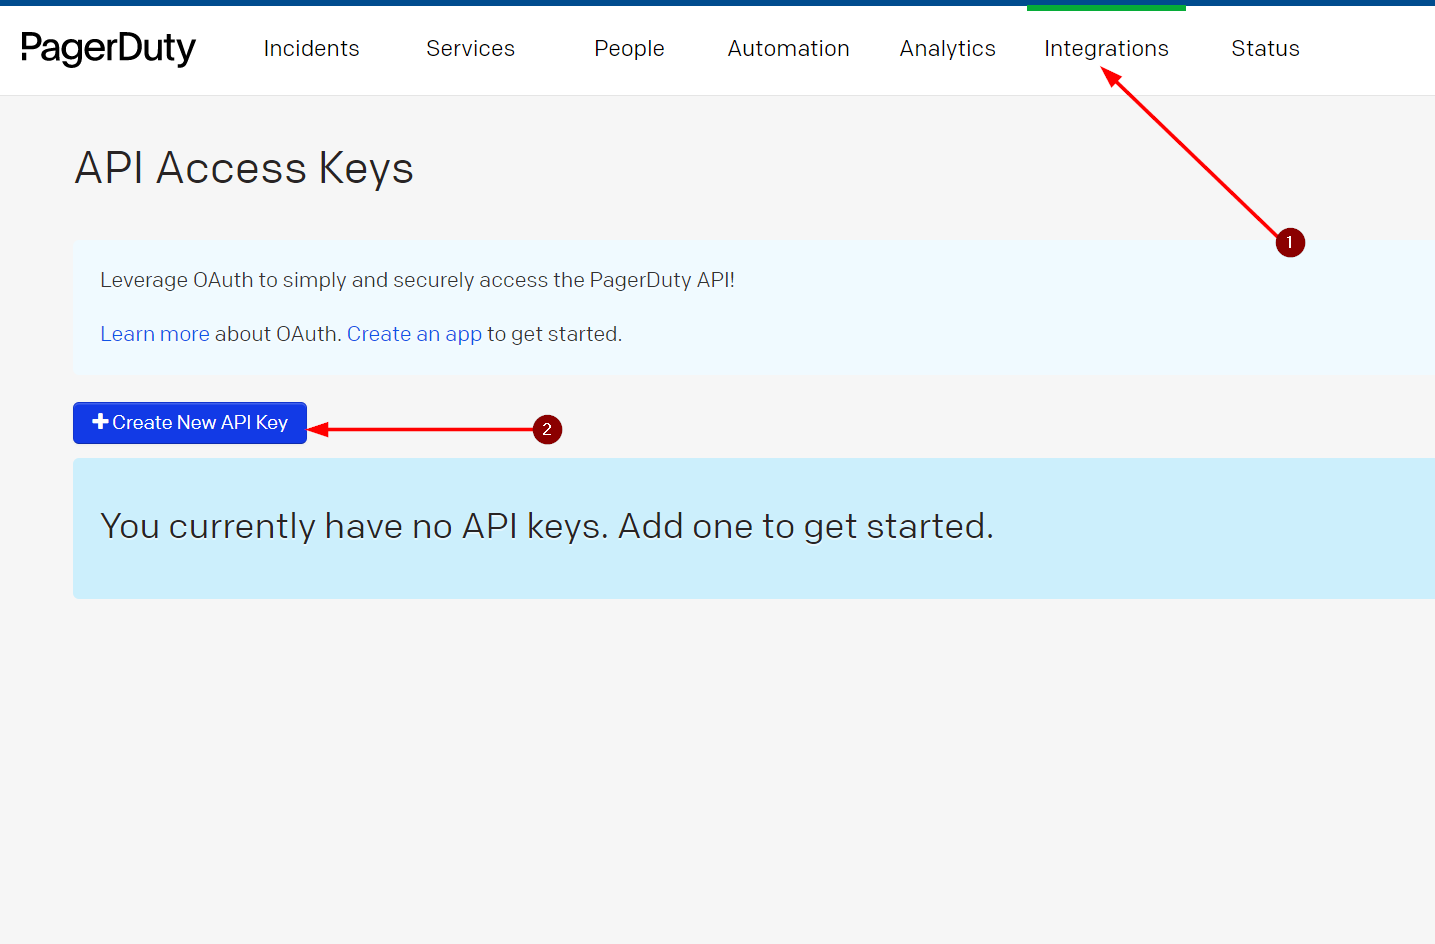 PagerDuty Incidents Services People Automation Analytics Integrations Status
API Access Keys
1
Leverage OAuth to simply and securely access the PagerDuty API!
Learn more about OAuth. Create an app to get started.
Create New API Key
2
You currently have no API keys. Add one to get started.